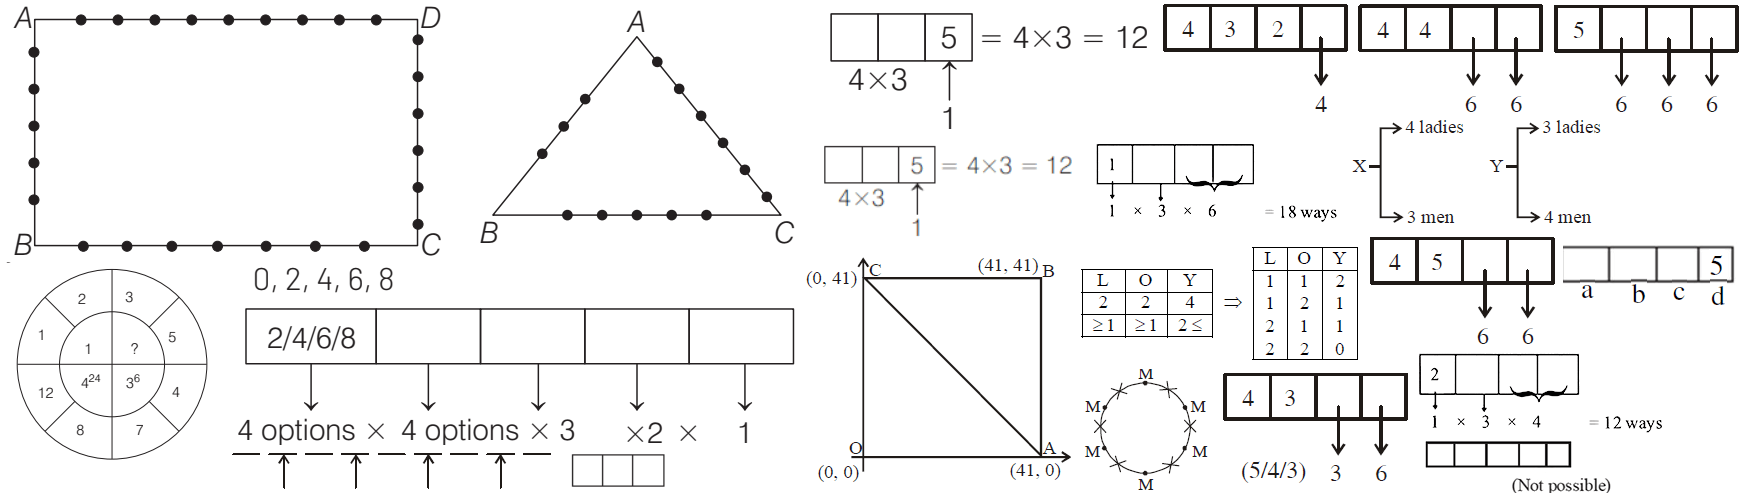 A D
B C
A
B C
5 = 4×3 = 12
4×3
1
5 = 4×3 = 12
4×3
1
4 3 2
4
4 4
6 6
5
6 6 6
1
1 × 3 × 6 = 18 ways
X
4 ladies
3 men
Y
3 ladies
4 men
2 3
1 5
1 ?
4²⁴ 3⁶
12 4
8 7
0, 2, 4, 6, 8
2/4/6/8
4 options × 4 options × 3 ×2 × 1
(0, 41) C (41, 41) B
O A
(0, 0) (41, 0)
L O Y
2 2 4
≥1 ≥1 2≤
⇒
L O Y
1 1 2
1 2 1
2 1 1
2 2 0
4 5
6 6
5
a b c d
M
M M
M M
M
4 3
(5/4/3) 3 6
2
1 × 3 × 4 = 12 ways
(Not possible)